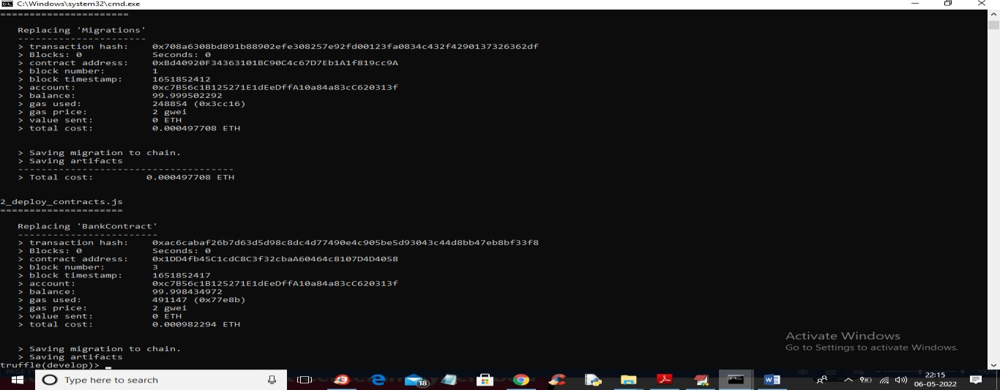 C:\Windows\system32\cmd.exe
======================
Replacing 'Migrations'
----------------------
> transaction hash: 0x708a6308bd891b88902efe308257e92fd00123fa0834c432f4290137326362df
> Blocks: 0 Seconds: 0
> contract address: 0xBd40920F34363101BC90C4c67D7Eb1A1f819cc9A
> block number: 1
> block timestamp: 1651852412
> account: 0xc7B56c1B125271E1dEeDffA10a84a83cC620313f
> balance: 99.999502292
> gas used: 248854 (0x3cc16)
> gas price: 2 gwei
> value sent: 0 ETH
> total cost: 0.000497708 ETH
> Saving migration to chain.
> Saving artifacts
-------------------------------------
> Total cost: 0.000497708 ETH
2_deploy_contracts.js
=====================
Replacing 'BankContract'
------------------------
> transaction hash: 0xac6cabaf26b7d63d5d98c8dc4d77490e4c905be5d93043c44d8bb47eb8bf33f8
> Blocks: 0 Seconds: 0
> contract address: 0x1DD4fb45C1cdC8C3f32cbaA60464c8107D4D4058
> block number: 3
> block timestamp: 1651852417
> account: 0xc7B56c1B125271E1dEeDffA10a84a83cC620313f
> balance: 99.998434972
> gas used: 491147 (0x77e8b)
> gas price: 2 gwei
> value sent: 0 ETH
> total cost: 0.000982294 ETH
> Saving migration to chain.
> Saving artifacts
truffle(develop)> _
Activate Windows
Go to Settings to activate Windows.
Type here to search
18
22:15
06-05-2022